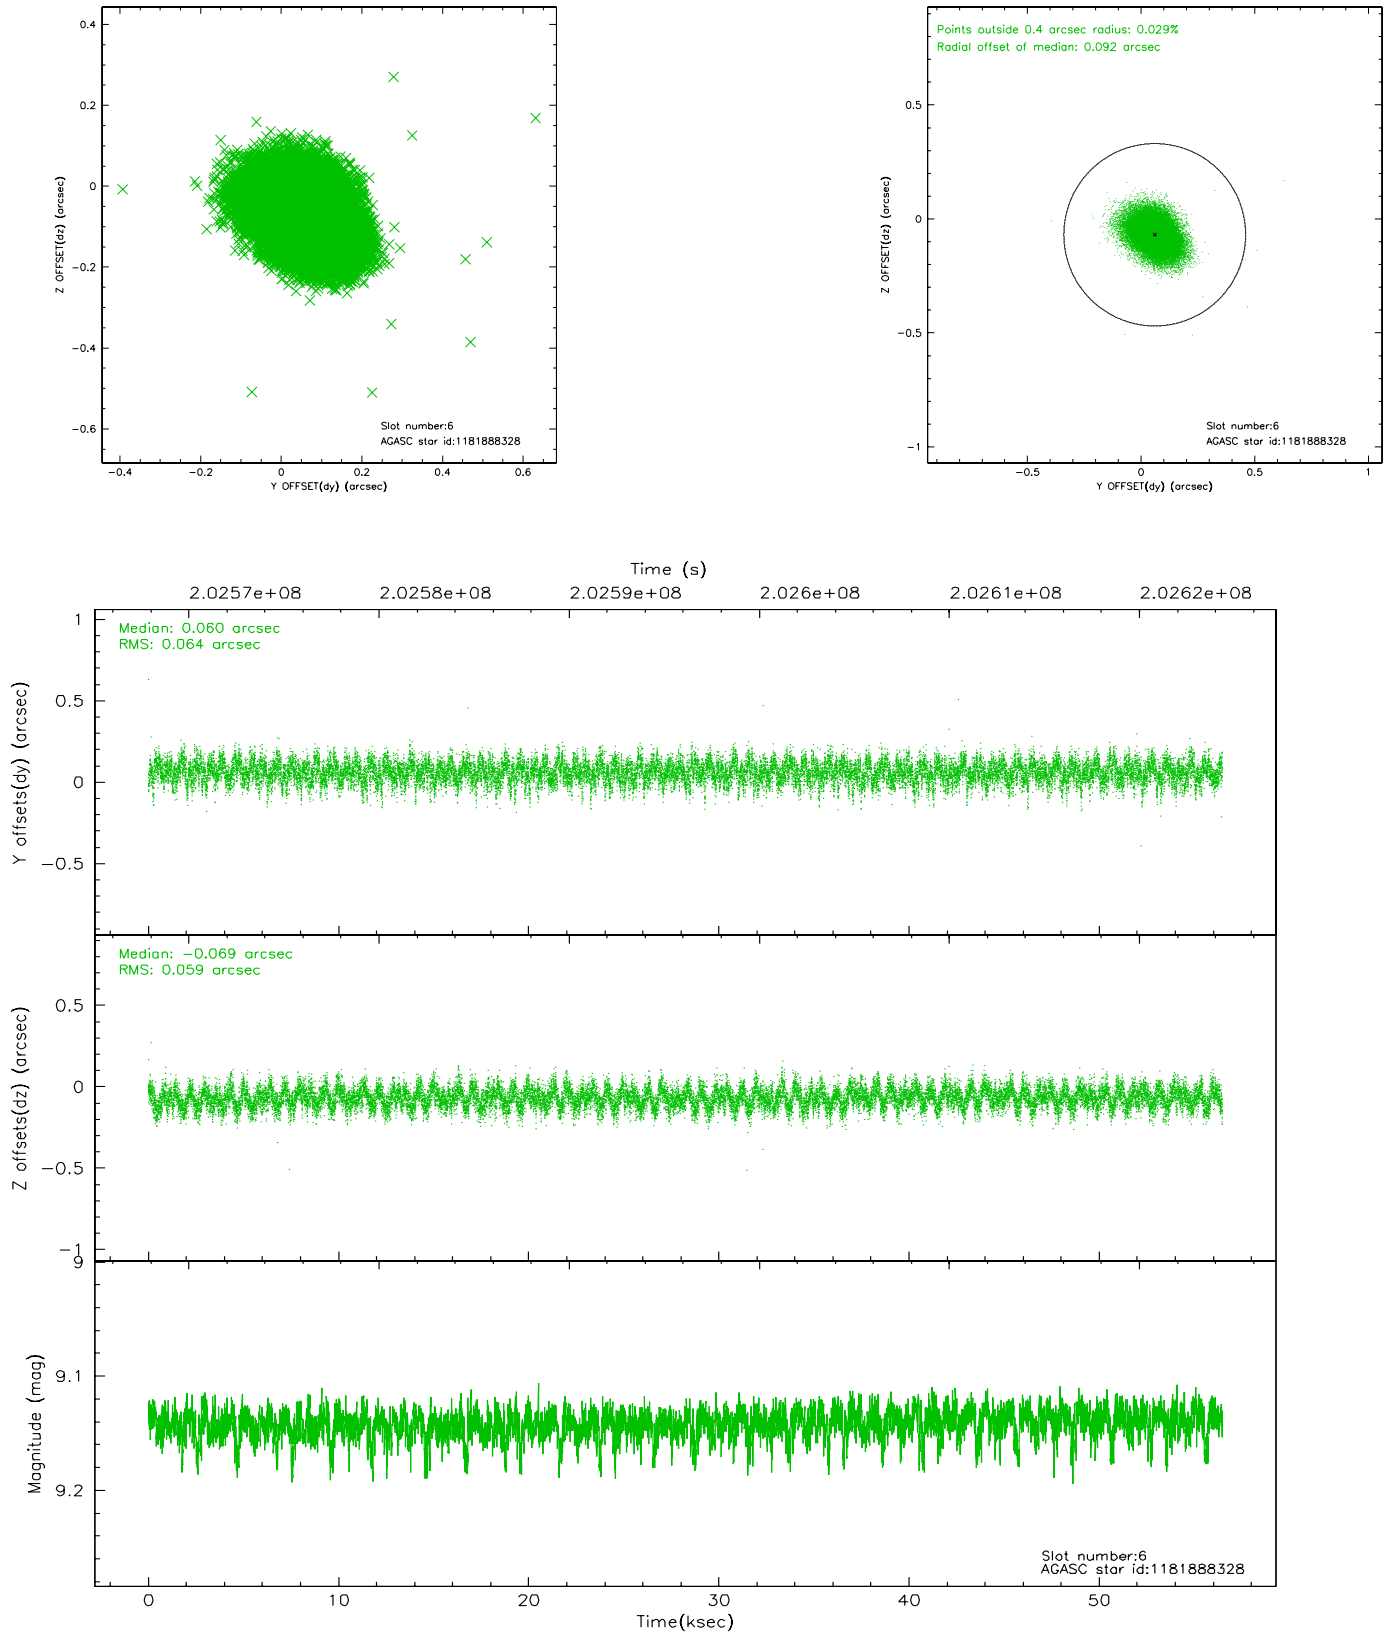 0.4
0.2
0
−0.2
−0.4
−0.6
Z OFFSET(dz) (arcsec)
−0.4 −0.2 0 0.2 0.4 0.6
Y OFFSET(dy) (arcsec)
Slot number:6
AGASC star id:1181888328
Points outside 0.4 arcsec radius: 0.029%
Radial offset of median: 0.092 arcsec
0.5
0
−0.5
−1
Z OFFSET(dz) (arcsec)
−0.5 0 0.5 1
Y OFFSET(dy) (arcsec)
Slot number:6
AGASC star id:1181888328
Time (s)
2.0257e+08 2.0258e+08 2.0259e+08 2.026e+08 2.0261e+08 2.0262e+08
Median: 0.060 arcsec
RMS: 0.064 arcsec
1
0.5
0
−0.5
Y offsets(dy) (arcsec)
Median: −0.069 arcsec
RMS: 0.059 arcsec
0.5
0
−0.5
−1
Z offsets(dz) (arcsec)
9
9.1
9.2
Magnitude (mag)
Slot number:6
AGASC star id:1181888328
0 10 20 30 40 50
Time(ksec)